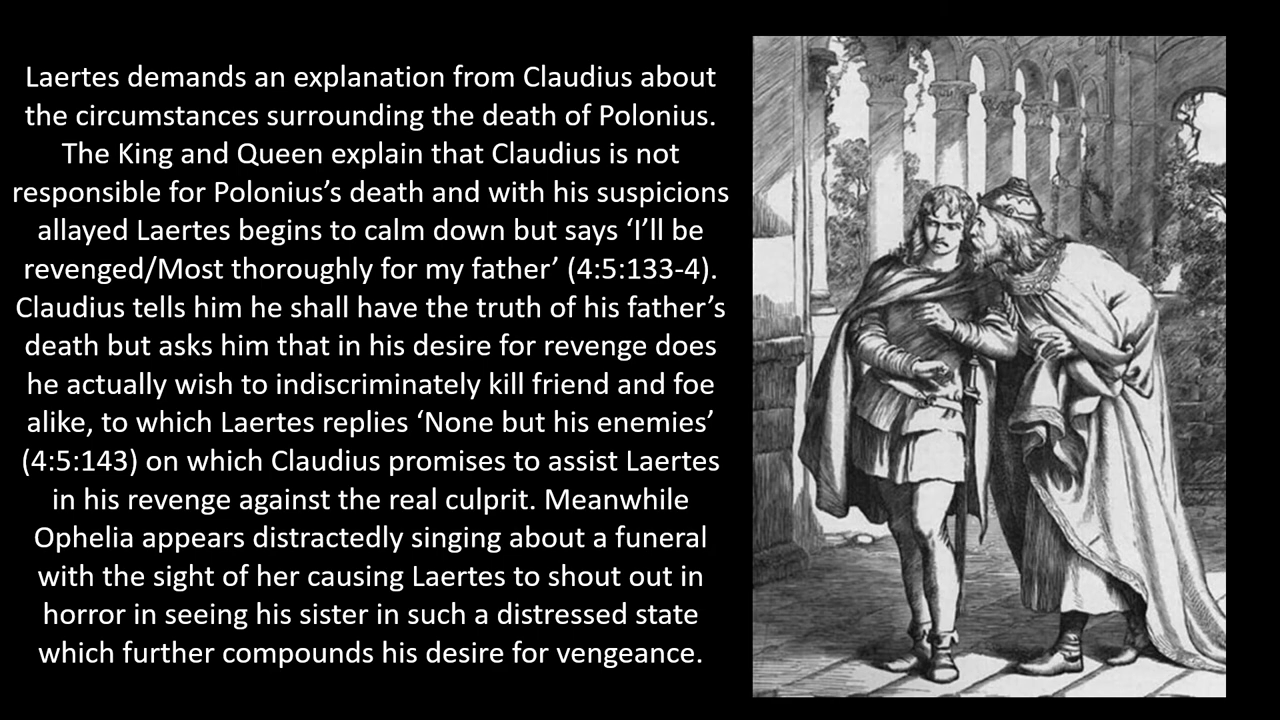 Laertes demands an explanation from Claudius about
the circumstances surrounding the death of Polonius.
The King and Queen explain that Claudius is not
responsible for Polonius’s death and with his suspicions
allayed Laertes begins to calm down but says ‘I’ll be
revenged/Most thoroughly for my father’ (4:5:133-4).
Claudius tells him he shall have the truth of his father’s
death but asks him that in his desire for revenge does
he actually wish to indiscriminately kill friend and foe
alike, to which Laertes replies ‘None but his enemies’
(4:5:143) on which Claudius promises to assist Laertes
in his revenge against the real culprit. Meanwhile
Ophelia appears distractedly singing about a funeral
with the sight of her causing Laertes to shout out in
horror in seeing his sister in such a distressed state
which further compounds his desire for vengeance.